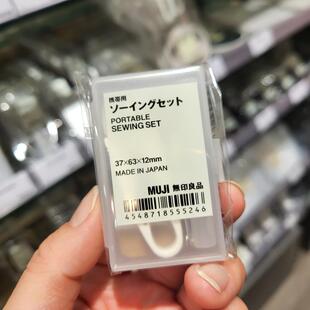 携帯用
ソーイングセット
PORTABLE
SEWING SET
37×63×12mm
MADE IN JAPAN
MUJI 無印良品
4548718555246